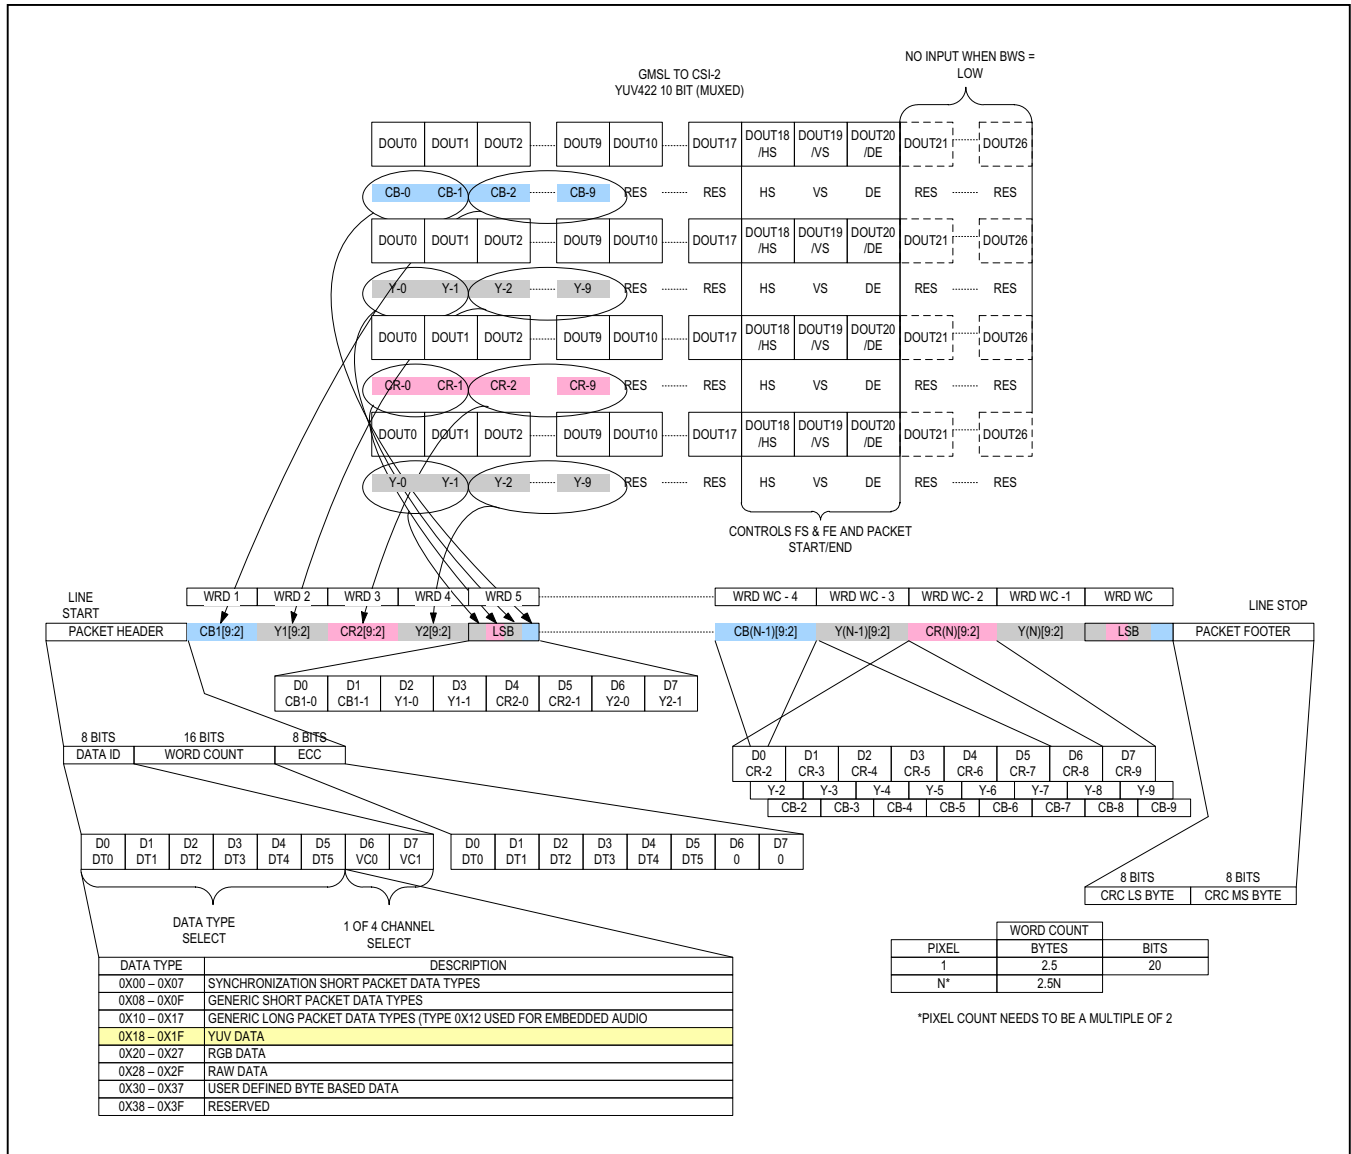 NO INPUT WHEN BWS =
LOW
GMSL TO CSI-2
YUV422 10 BIT (MUXED)
DOUT0 DOUT1 DOUT2 DOUT9 DOUT10 DOUT17 DOUT18 /HS DOUT19 /VS DOUT20 /DE DOUT21 DOUT26
CB-0 CB-1 CB-2 CB-9 RES RES HS VS DE RES RES
DOUT0 DOUT1 DOUT2 DOUT9 DOUT10 DOUT17 DOUT18 /HS DOUT19 /VS DOUT20 /DE DOUT21 DOUT26
Y-0 Y-1 Y-2 Y-9 RES RES HS VS DE RES RES
DOUT0 DOUT1 DOUT2 DOUT9 DOUT10 DOUT17 DOUT18 /HS DOUT19 /VS DOUT20 /DE DOUT21 DOUT26
CR-0 CR-1 CR-2 CR-9 RES RES HS VS DE RES RES
DOUT0 DOUT1 DOUT2 DOUT9 DOUT10 DOUT17 DOUT18 /HS DOUT19 /VS DOUT20 /DE DOUT21 DOUT26
Y-0 Y-1 Y-2 Y-9 RES RES HS VS DE RES RES
CONTROLS FS & FE AND PACKET
START/END
LINE
START
WRD 1 WRD 2 WRD 3 WRD 4 WRD 5 WRD WC - 4 WRD WC - 3 WRD WC- 2 WRD WC -1 WRD WC
LINE STOP
PACKET HEADER CB1[9:2] Y1[9:2] CR2[9:2] Y2[9:2] LSB CB(N-1)[9:2] Y(N-1)[9:2] CR(N)[9:2] Y(N)[9:2] LSB PACKET FOOTER
D0 D1 D2 D3 D4 D5 D6 D7
CB1-0 CB1-1 Y1-0 Y1-1 CR2-0 CR2-1 Y2-0 Y2-1
8 BITS 16 BITS 8 BITS
DATA ID WORD COUNT ECC
D0 D1 D2 D3 D4 D5 D6 D7
CR-2 CR-3 CR-4 CR-5 CR-6 CR-7 CR-8 CR-9
Y-2 Y-3 Y-4 Y-5 Y-6 Y-7 Y-8 Y-9
CB-2 CB-3 CB-4 CB-5 CB-6 CB-7 CB-8 CB-9
D0 D1 D2 D3 D4 D5 D6 D7
DT0 DT1 DT2 DT3 DT4 DT5 VC0 VC1
D0 D1 D2 D3 D4 D5 D6 D7
DT0 DT1 DT2 DT3 DT4 DT5 0 0
8 BITS 8 BITS
CRC LS BYTE CRC MS BYTE
DATA TYPE
SELECT
1 OF 4 CHANNEL
SELECT
WORD COUNT
PIXEL BYTES BITS
1 2.5 20
N* 2.5N
*PIXEL COUNT NEEDS TO BE A MULTIPLE OF 2
DATA TYPE DESCRIPTION
0X00 – 0X07 SYNCHRONIZATION SHORT PACKET DATA TYPES
0X08 – 0X0F GENERIC SHORT PACKET DATA TYPES
0X10 – 0X17 GENERIC LONG PACKET DATA TYPES (TYPE 0X12 USED FOR EMBEDDED AUDIO
0X18 – 0X1F YUV DATA
0X20 – 0X27 RGB DATA
0X28 – 0X2F RAW DATA
0X30 – 0X37 USER DEFINED BYTE BASED DATA
0X38 – 0X3F RESERVED